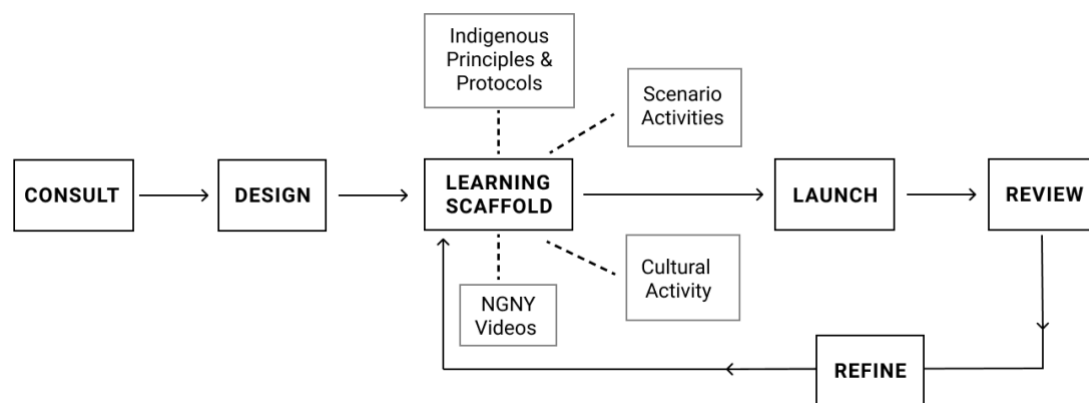 Indigenous
Principles &
Protocols
Scenario
Activities
CONSULT
DESIGN
LEARNING
SCAFFOLD
LAUNCH
REVIEW
Cultural
Activity
NGNY
Videos
REFINE